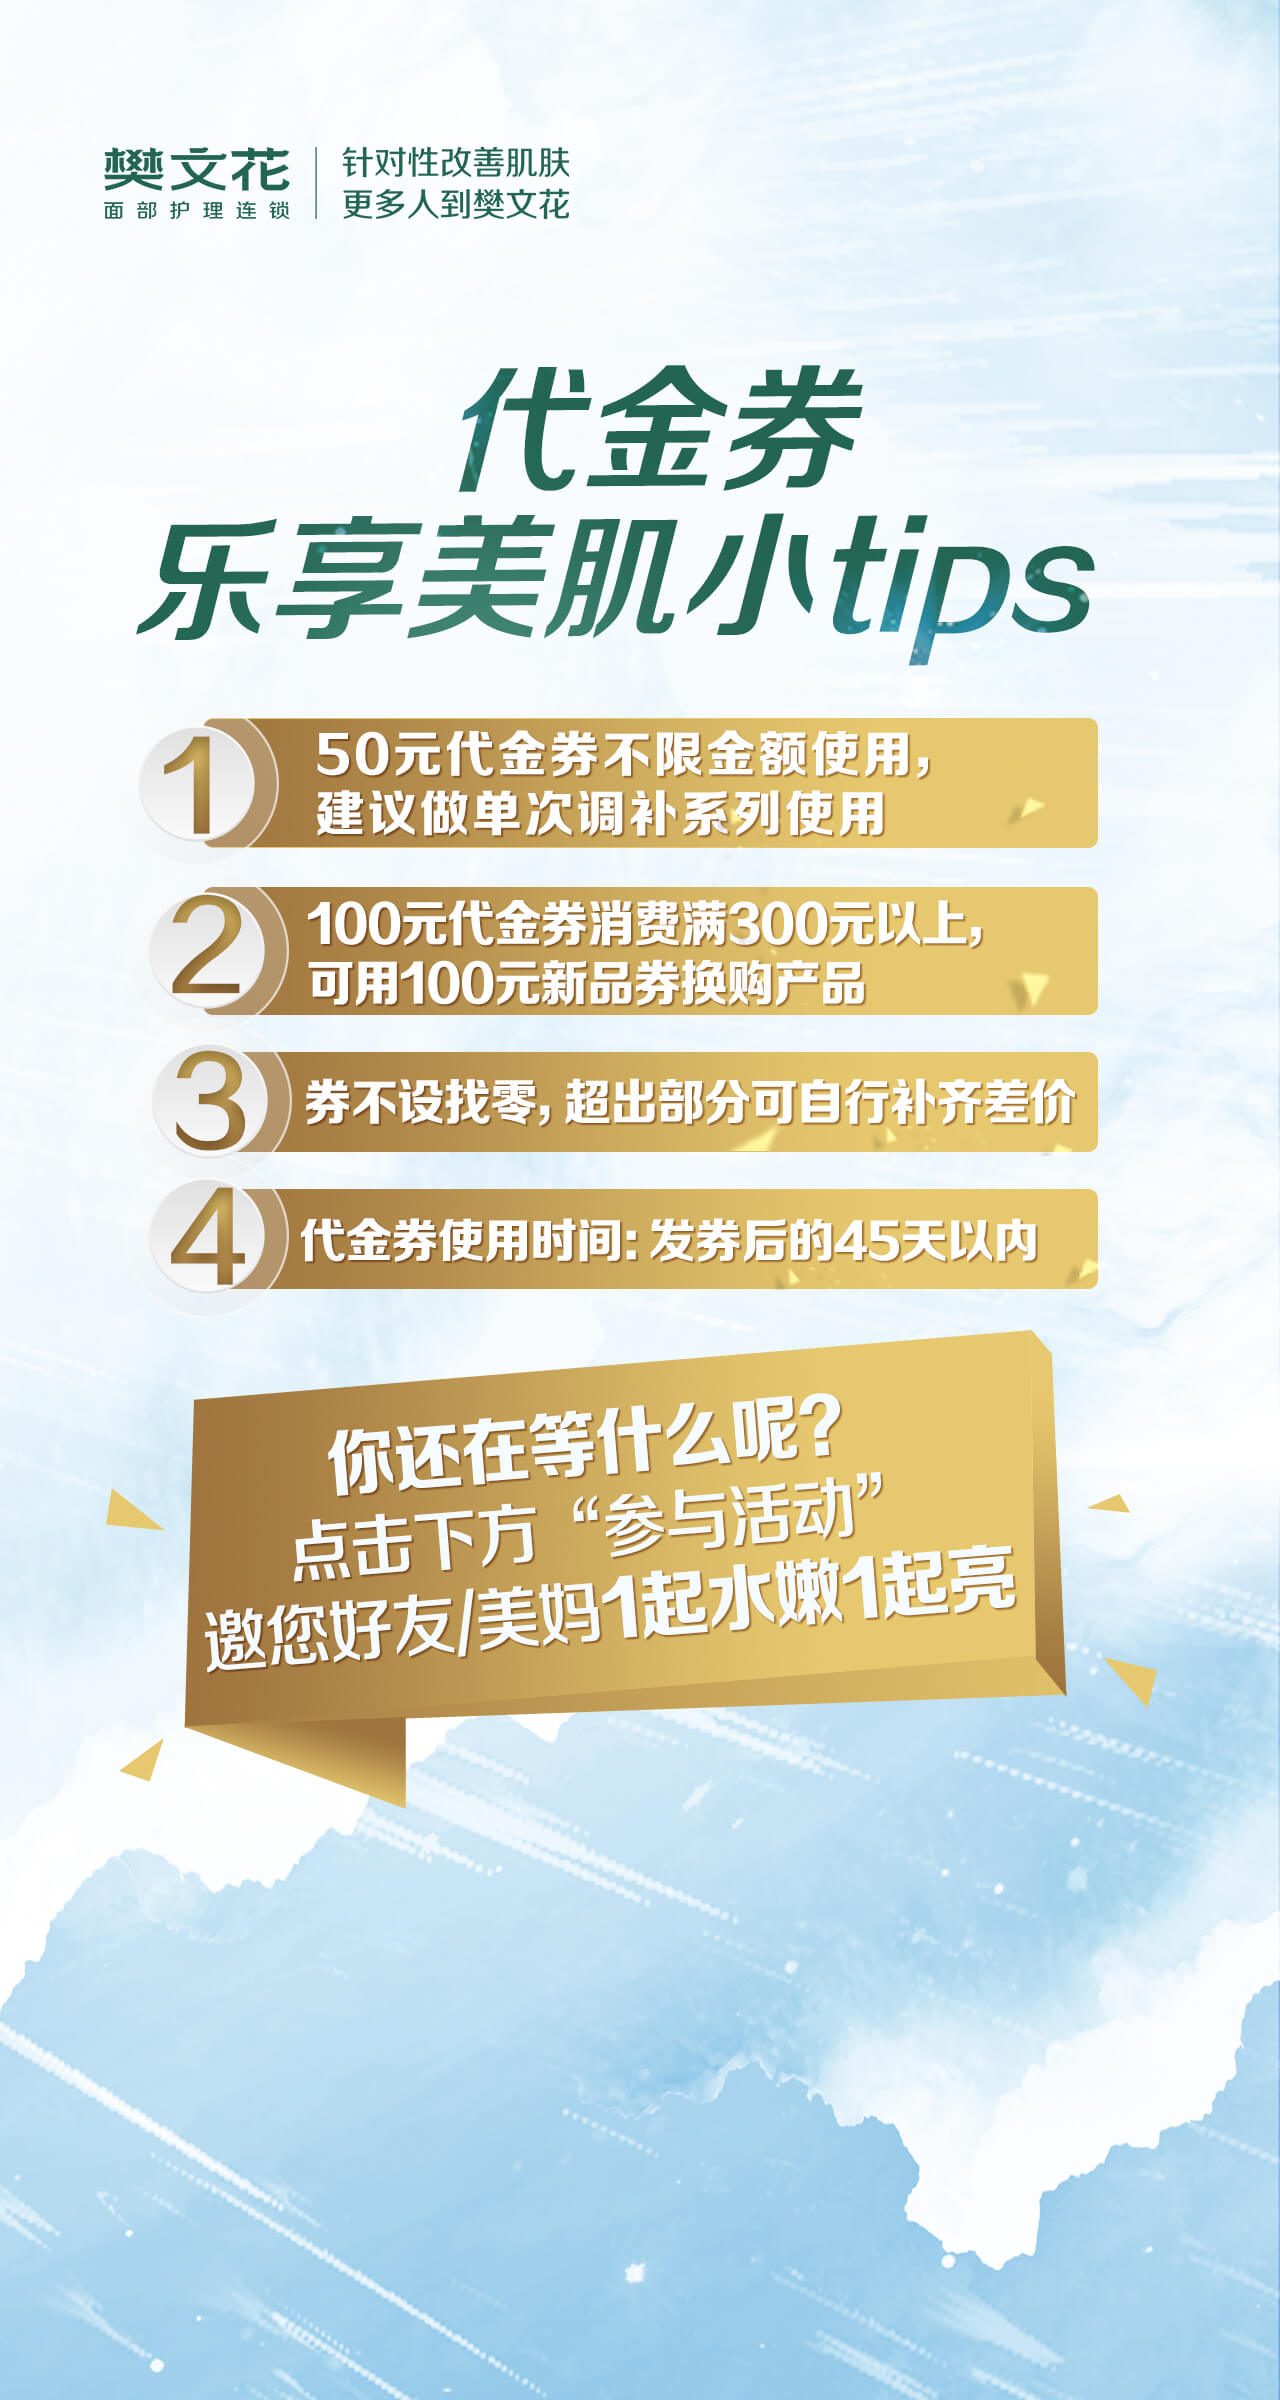 樊文花
面部护理连锁
针对性改善肌肤
更多人到樊文花
代金券
乐享美肌小tips
1
50元代金券不限金额使用，
建议做单次调补系列使用
2
100元代金券消费满300元以上，
可用100元新品券换购产品
3
券不设找零，超出部分可自行补齐差价
4
代金券使用时间：发券后的45天以内
你还在等什么呢？
点击下方“参与活动”
邀您好友/美妈1起水嫩1起亮